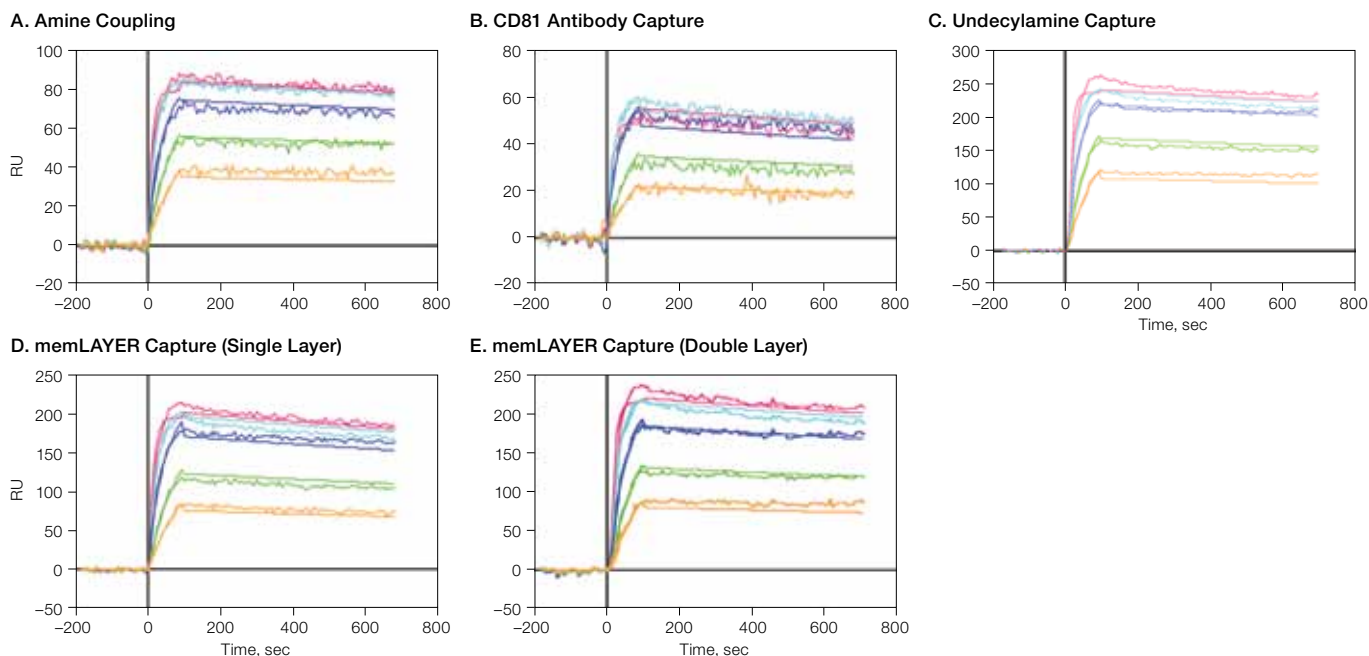 A. Amine Coupling
100
80
60
40
20
0
−20
RU
−200 0 200 400 600 800
B. CD81 Antibody Capture
80
60
40
20
0
−20
−200 0 200 400 600 800
C. Undecylamine Capture
300
250
200
150
100
50
0
−50
−200 0 200 400 600 800
Time, sec
D. memLAYER Capture (Single Layer)
250
200
150
100
50
0
−50
RU
−200 0 200 400 600 800
Time, sec
E. memLAYER Capture (Double Layer)
250
200
150
100
50
0
−50
−200 0 200 400 600 800
Time, sec